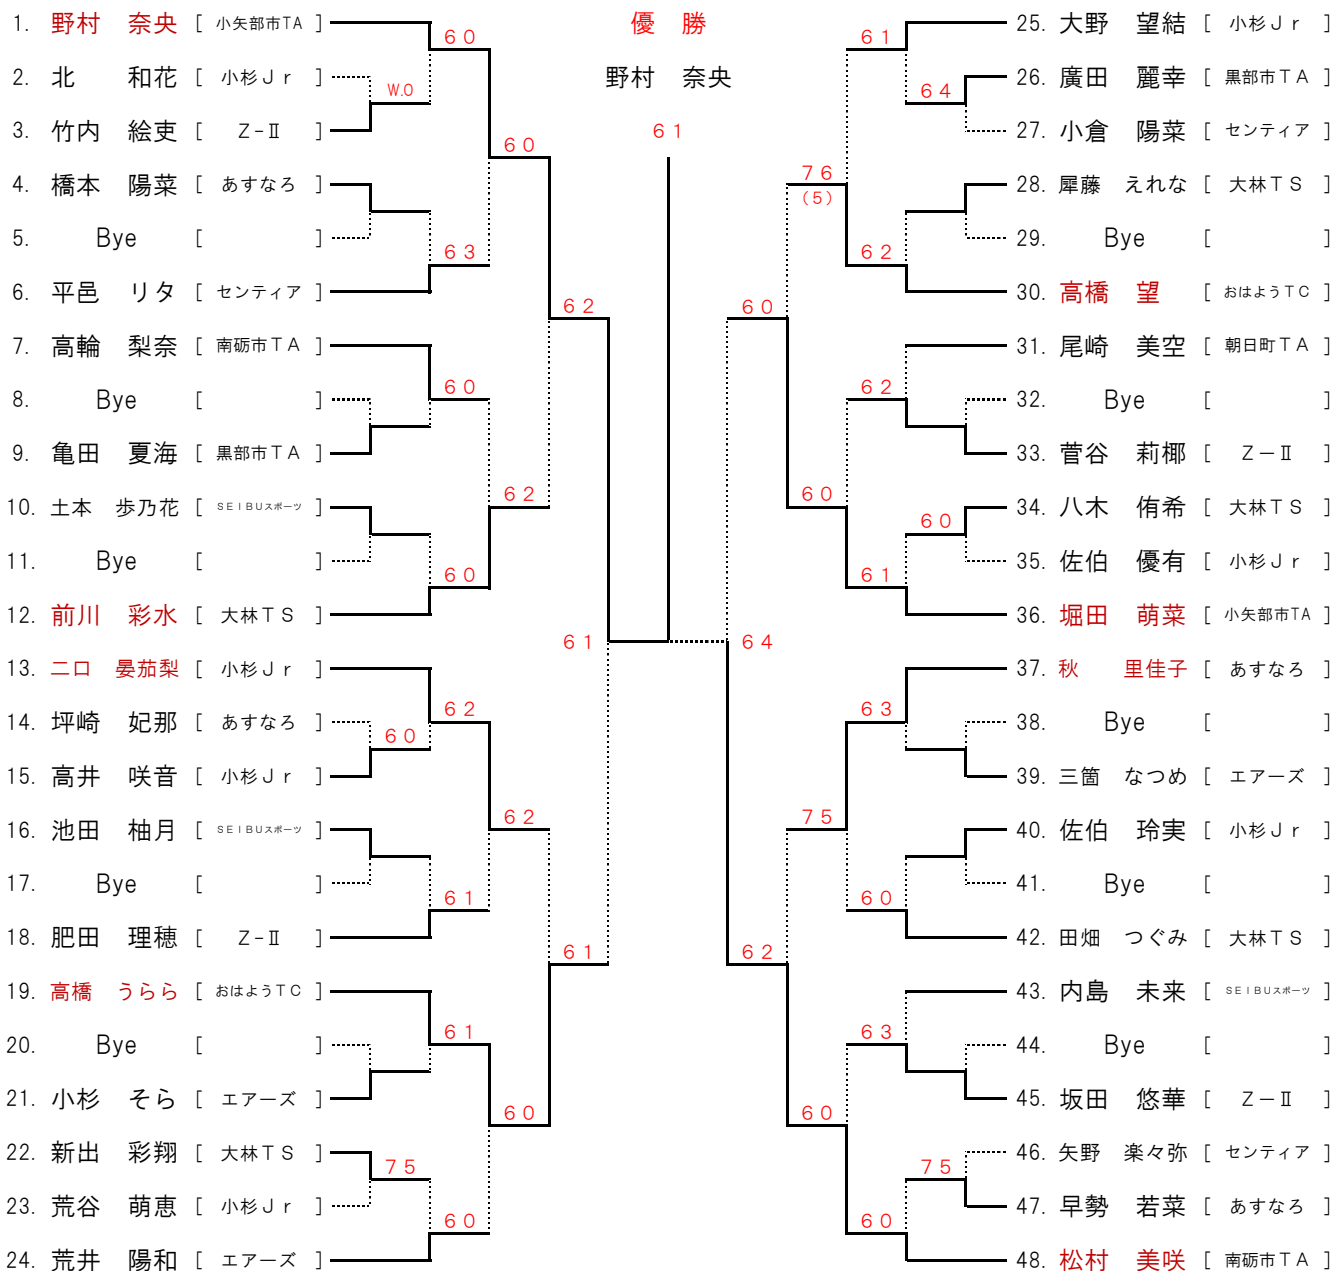 優　勝
野村　奈央
6 1
1. 野村　奈央 [ 小矢部市TA ]
6 0
2. 北　　和花 [ 小杉Ｊｒ ]
W.O
3. 竹内　絵吏 [ Z-Ⅱ ]
6 0
4. 橋本　陽菜 [ あすなろ ]
5. Bye [ ]
6 3
6. 平邑　リタ [ センティア ]
6 2
7. 高輪　梨奈 [ 南砺市ＴＡ ]
6 0
8. Bye [ ]
9. 亀田　夏海 [ 黒部市ＴＡ ]
6 2
10. 土本　歩乃花 [ ＳＥＩＢＵスポーツ ]
11. Bye [ ]
6 0
12. 前川　彩水 [ 大林ＴＳ ]
6 1
13. 二口　晏茄梨 [ 小杉Ｊｒ ]
6 2
14. 坪崎　妃那 [ あすなろ ]
6 0
15. 高井　咲音 [ 小杉Ｊｒ ]
6 2
16. 池田　柚月 [ ＳＥＩＢＵスポーツ ]
17. Bye [ ]
6 1
18. 肥田　理穂 [ Z-Ⅱ ]
6 1
19. 高橋　うらら [ おはようＴＣ ]
6 1
20. Bye [ ]
21. 小杉　そら [ エアーズ ]
6 0
22. 新出　彩翔 [ 大林ＴＳ ]
7 5
23. 荒谷　萌恵 [ 小杉Ｊｒ ]
6 0
24. 荒井　陽和 [ エアーズ ]
25. 大野　望結 [ 小杉Ｊｒ ]
6 1
26. 廣田　麗幸 [ 黒部市ＴＡ ]
6 4
27. 小倉　陽菜 [ センティア ]
7 6
(5)
28. 犀藤　えれな [ 大林ＴＳ ]
29. Bye [ ]
6 2
30. 高橋　望 [ おはようＴＣ ]
6 0
31. 尾崎　美空 [ 朝日町ＴＡ ]
6 2
32. Bye [ ]
33. 菅谷　莉椰 [ Ｚ－Ⅱ ]
6 0
34. 八木　侑希 [ 大林ＴＳ ]
6 0
35. 佐伯　優有 [ 小杉Ｊｒ ]
6 1
36. 堀田　萌菜 [ 小矢部市TA ]
6 4
37. 秋　　里佳子 [ あすなろ ]
6 3
38. Bye [ ]
39. 三箇　なつめ [ エアーズ ]
7 5
40. 佐伯　玲実 [ 小杉Ｊｒ ]
41. Bye [ ]
6 0
42. 田畑　つぐみ [ 大林ＴＳ ]
6 2
43. 内島　未来 [ ＳＥＩＢＵスポーツ ]
6 3
44. Bye [ ]
45. 坂田　悠華 [ Ｚ－Ⅱ ]
6 0
46. 矢野　楽々弥 [ センティア ]
7 5
47. 早勢　若菜 [ あすなろ ]
6 0
48. 松村　美咲 [ 南砺市ＴＡ ]